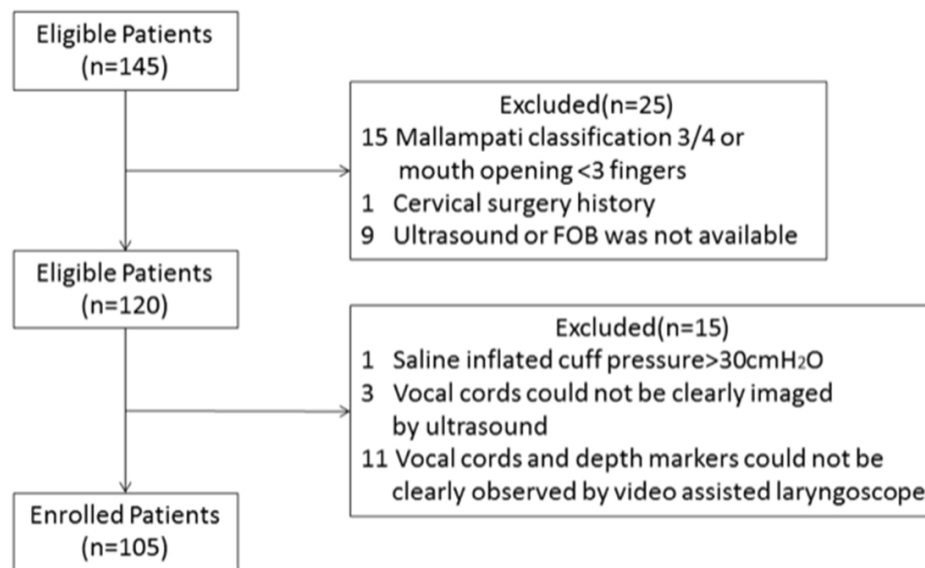 Eligible Patients
(n=145)
Excluded(n=25)
15 Mallampati classification 3/4 or
mouth opening <3 fingers
1 Cervical surgery history
9 Ultrasound or FOB was not available
Eligible Patients
(n=120)
Excluded(n=15)
1 Saline inflated cuff pressure>30cmH₂O
3 Vocal cords could not be clearly imaged
by ultrasound
11 Vocal cords and depth markers could not be
clearly observed by video assisted laryngoscope
Enrolled Patients
(n=105)